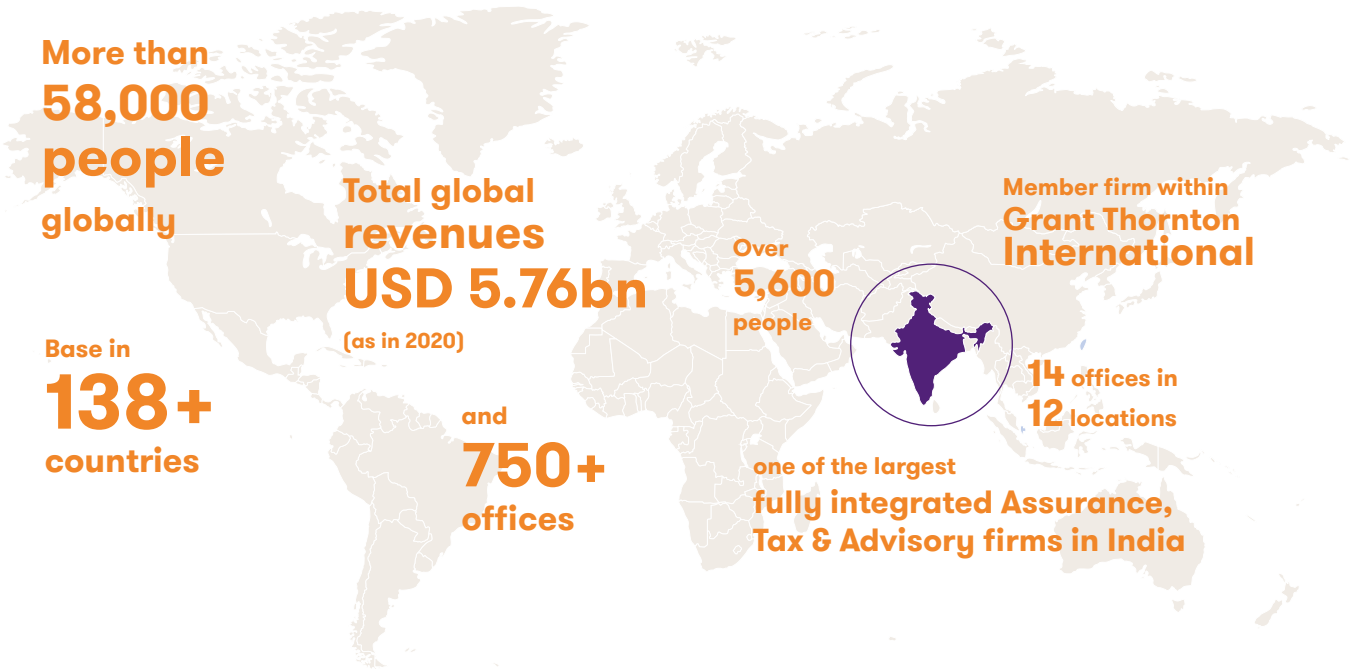 More than
58,000
people
globally
Total global
revenues
USD 5.76bn
(as in 2020)
Base in
138+
countries
and
750+
offices
Over
5,600
people
Member firm within
Grant Thornton
International
14 offices in
12 locations
one of the largest
fully integrated Assurance,
Tax & Advisory firms in India